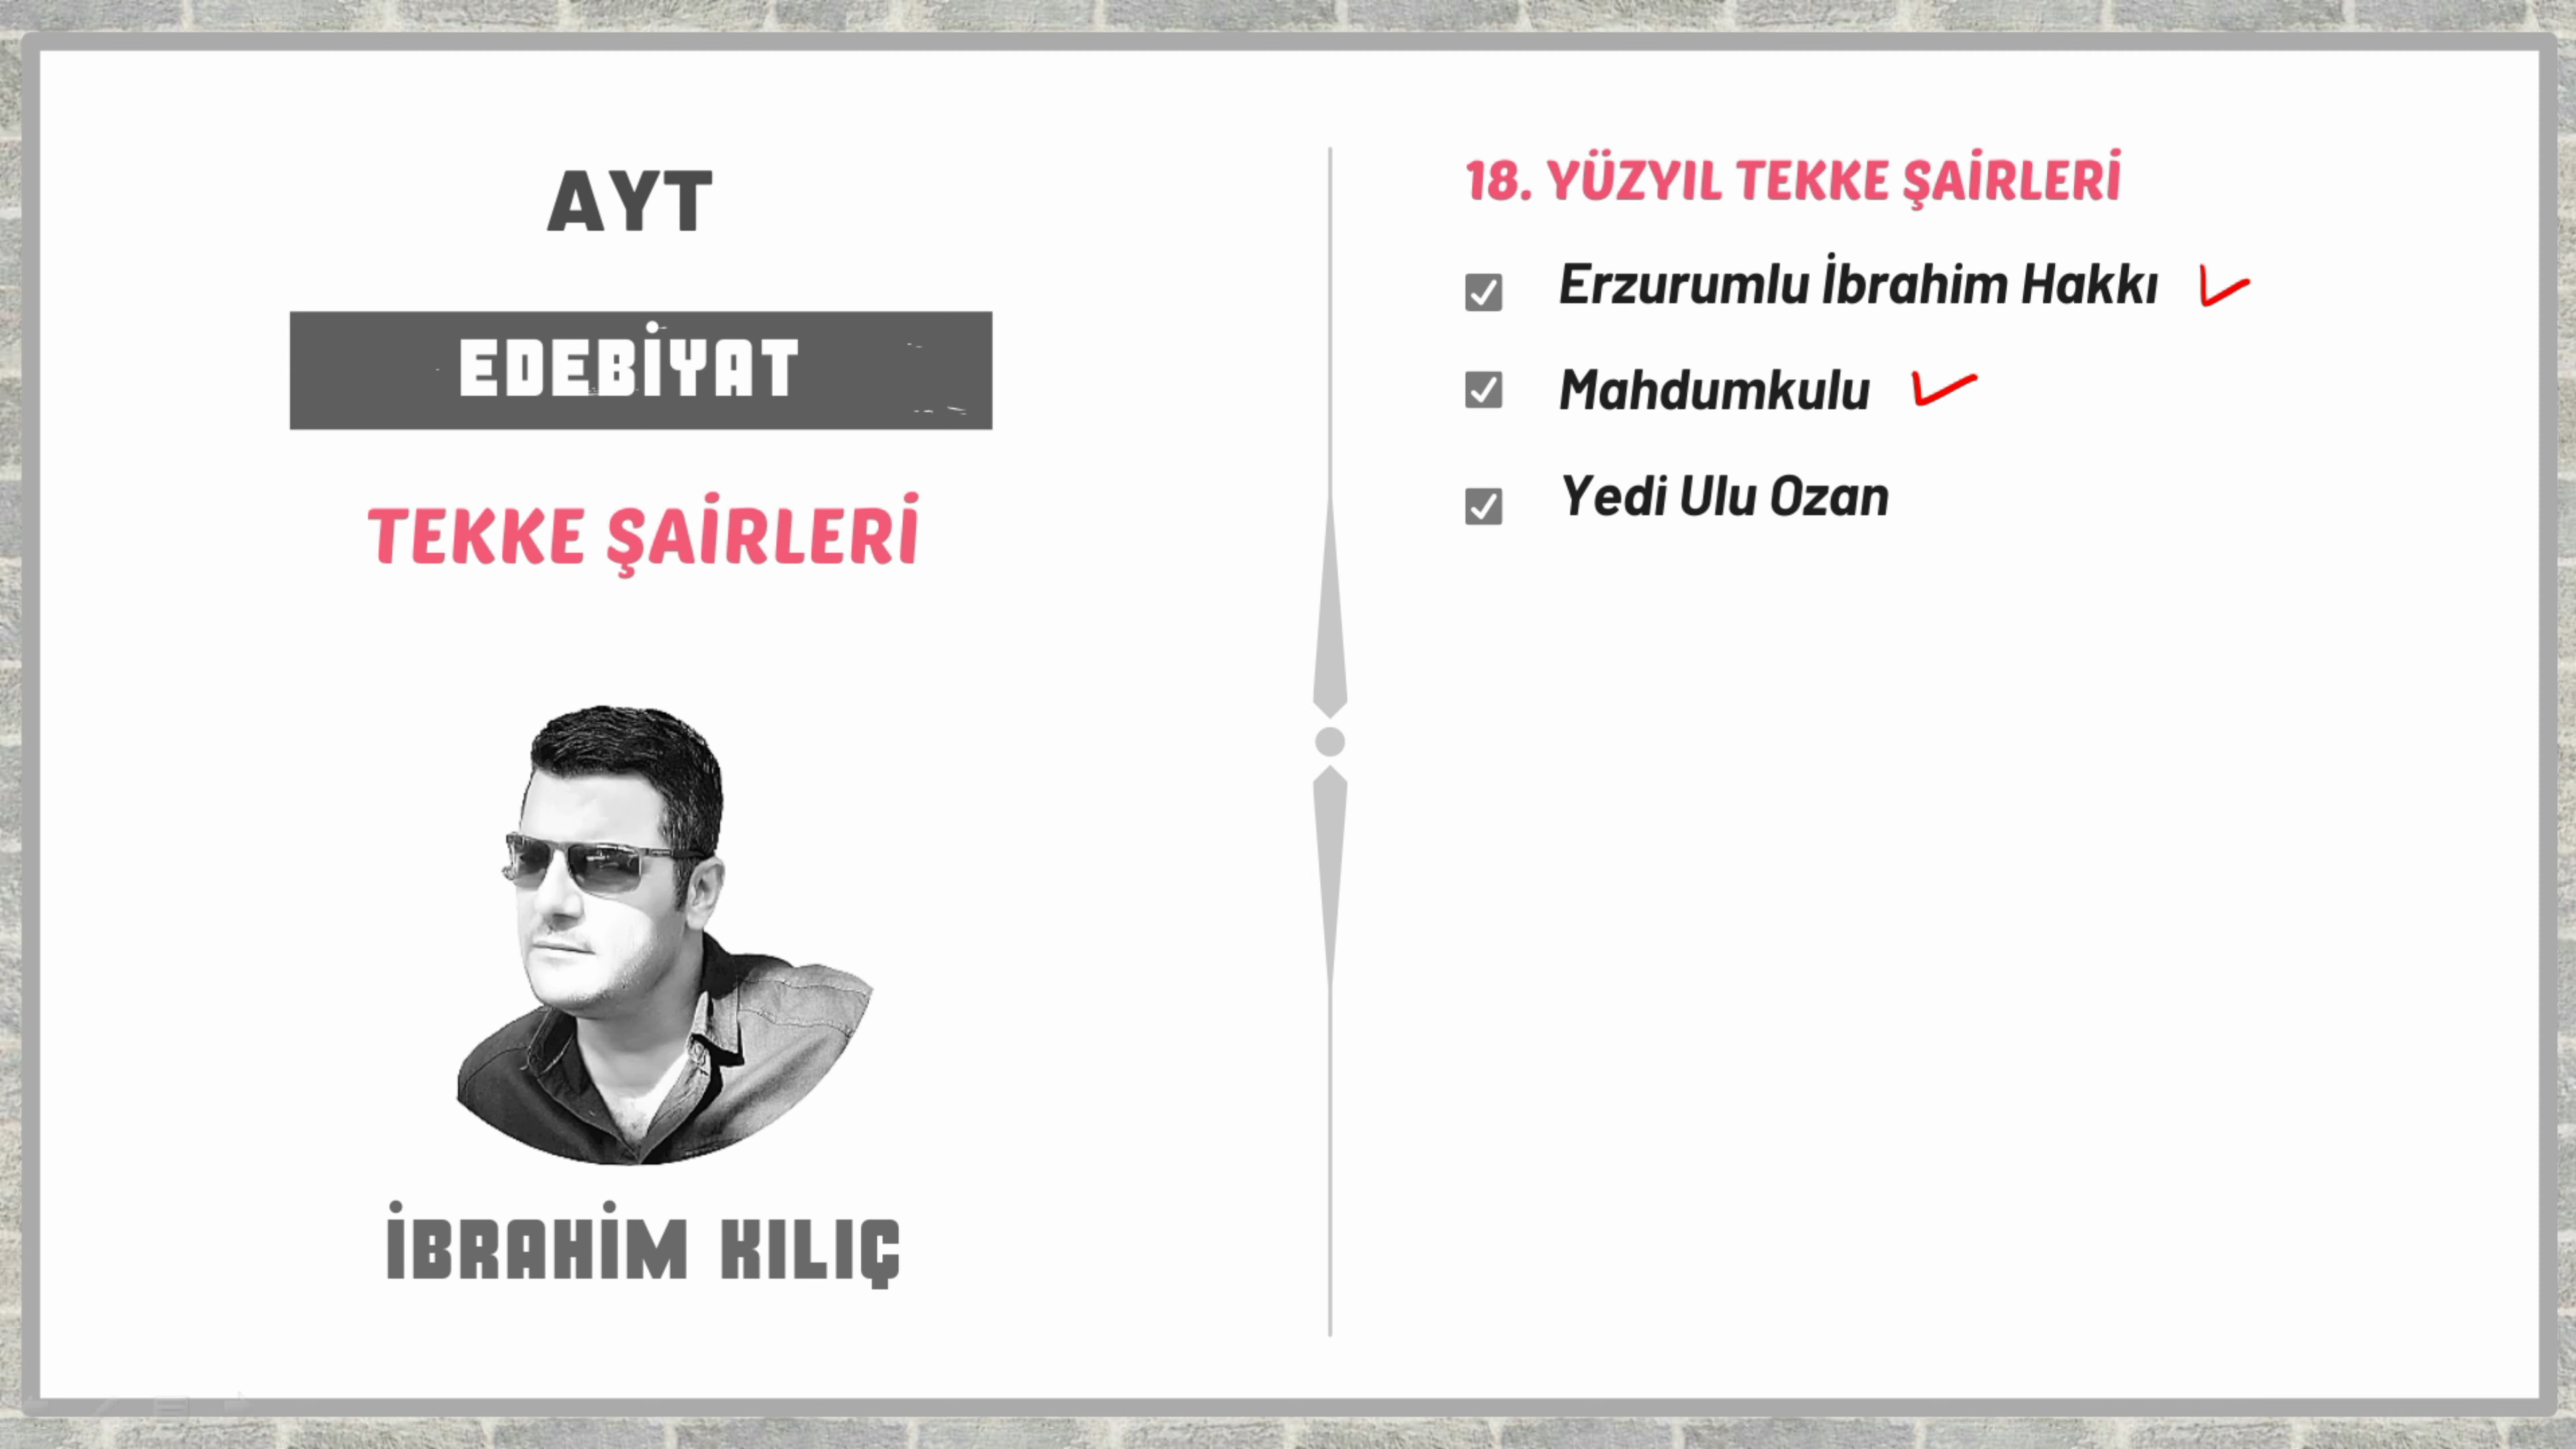 AYT
EDEBİYAT
TEKKE ŞAİRLERİ
İBRAHİM KILIÇ
18. YÜZYIL TEKKE ŞAİRLERİ
Erzurumlu İbrahim Hakkı
Mahdumkulu
Yedi Ulu Ozan